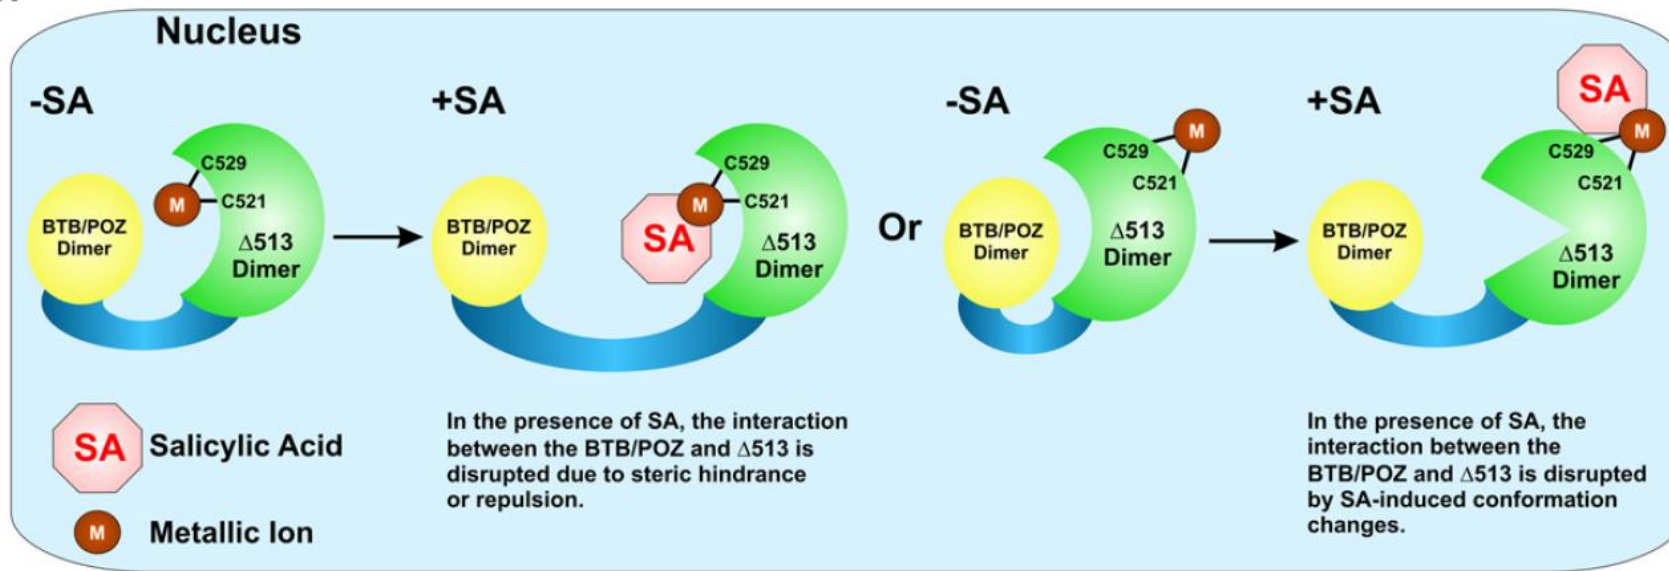 Nucleus
-SA
+SA
-SA
+SA
BTB/POZ
Dimer
M
C529
C521
Δ513
Dimer
BTB/POZ
Dimer
SA
M
C529
C521
Δ513
Dimer
Or
BTB/POZ
Dimer
C529
C521
M
Δ513
Dimer
BTB/POZ
Dimer
SA
M
C529
C521
Δ513
Dimer
SA
Salicylic Acid
M
Metallic Ion
In the presence of SA, the interaction
between the BTB/POZ and Δ513 is
disrupted due to steric hindrance
or repulsion.
In the presence of SA, the
interaction between the
BTB/POZ and Δ513 is disrupted
by SA-induced conformation
changes.